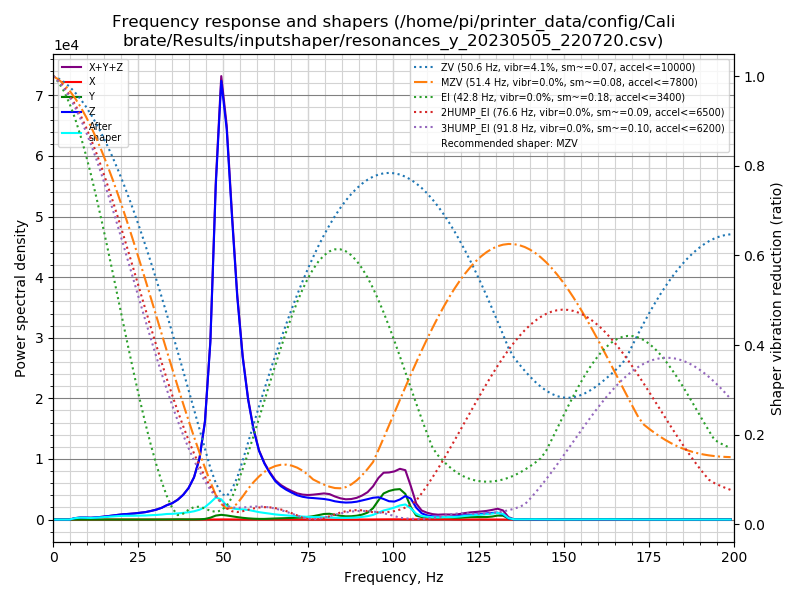 Frequency response and shapers (/home/pi/printer_data/config/Cali
brate/Results/inputshaper/resonances_y_20230505_220720.csv)
1e4
X+Y+Z
X
Y
Z
After
shaper
ZV (50.6 Hz, vibr=4.1%, sm~=0.07, accel<=10000)
MZV (51.4 Hz, vibr=0.0%, sm~=0.08, accel<=7800)
EI (42.8 Hz, vibr=0.0%, sm~=0.18, accel<=3400)
2HUMP_EI (76.6 Hz, vibr=0.0%, sm~=0.09, accel<=6500)
3HUMP_EI (91.8 Hz, vibr=0.0%, sm~=0.10, accel<=6200)
Recommended shaper: MZV
Power spectral density
7
6
5
4
3
2
1
0
1.0
0.8
0.6
0.4
0.2
0.0
Shaper vibration reduction (ratio)
0 25 50 75 100 125 150 175 200
Frequency, Hz